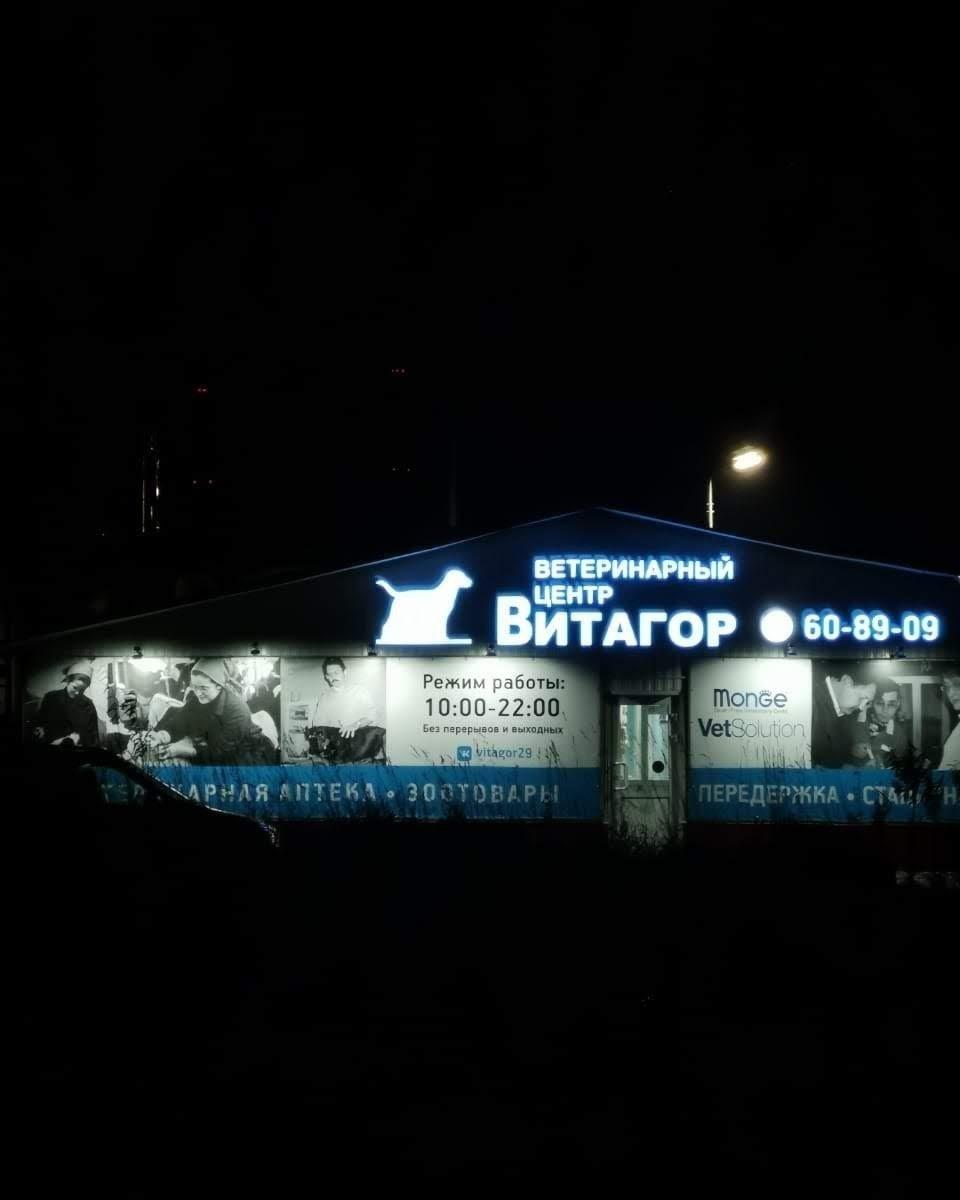 ВЕТЕРИНАРНЫЙ
ЦЕНТР
ВИТАГОР
60-89-09
Режим работы:
10:00-22:00
Без перерывов и выходных
vitagor29
Monge
VetSolution
АПТЕКА • ЗООТОВАРЫ
ПЕРЕДЕРЖКА •